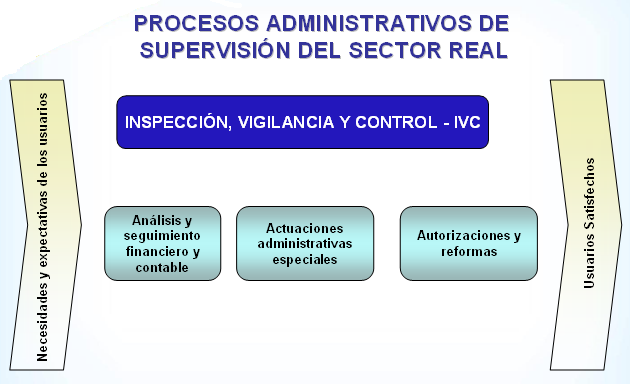 PROCESOS ADMINISTRATIVOS DE
SUPERVISIÓN DEL SECTOR REAL
Necesidades y expectativas de los usuarios
INSPECCIÓN, VIGILANCIA Y CONTROL - IVC
Análisis y
seguimiento
financiero y
contable
Actuaciones
administrativas
especiales
Autorizaciones y
reformas
Usuarios Satisfechos